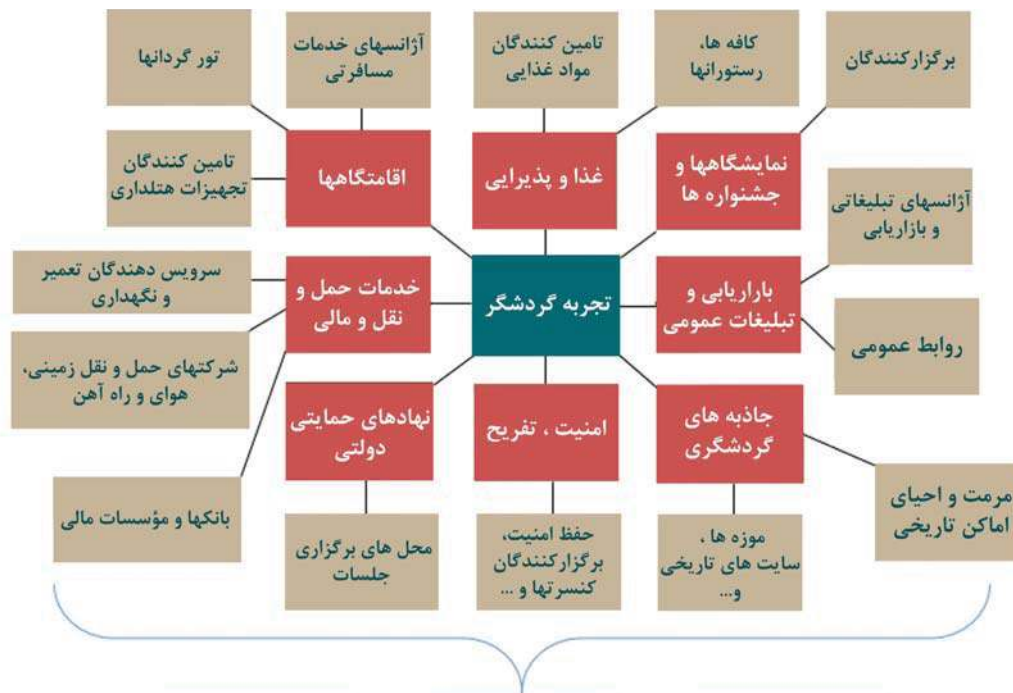 برگزارکنندگان
کافه ها،
رستورانها
تامین کنندگان
مواد غذایی
آژانسهای خدمات
مسافرتی
تور گردانها
نمایشگاهها و
جشنواره ها
غذا و پذیرایی
اقامتگاهها
تامین کنندگان
تجهیزات هتلداری
آژانسهای تبلیغاتی
و بازاریابی
باراریابی و
تبلیغات عمومی
تجربه گردشگر
خدمات حمل و
نقل و مالی
سرویس دهندگان تعمیر
و نگهداری
روابط عمومی
شرکتهای حمل و نقل زمینی،
هوای و راه آهن
جاذبه های
گردشگری
امنیت ، تفریح
نهادهای حمایتی
دولتی
مرمت و احیای
اماکن تاریخی
موزه ها ،
سایت های تاریخی
و...
حفظ امنیت،
برگزارکنندگان
کنسرتها و ...
محل های برگزاری
جلسات
بانکها و مؤسسات مالی